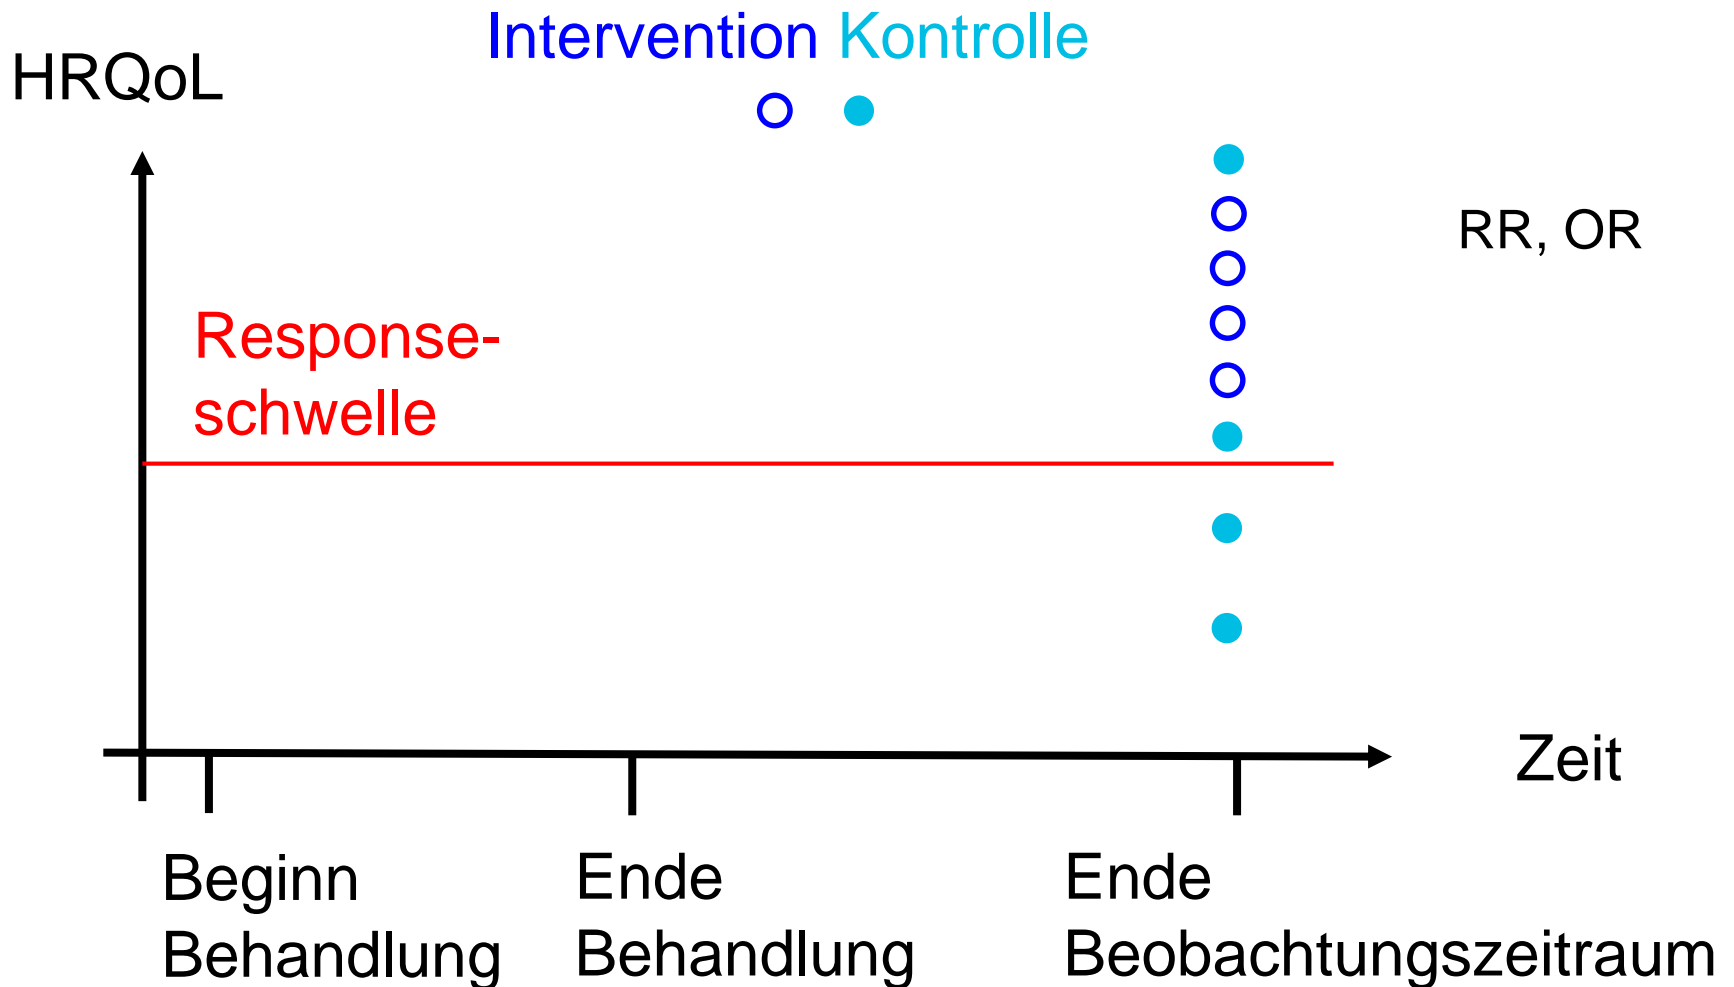 Intervention Kontrolle
HRQoL
RR, OR
Response-
schwelle
Zeit
Beginn
Behandlung
Ende
Behandlung
Ende
Beobachtungszeitraum